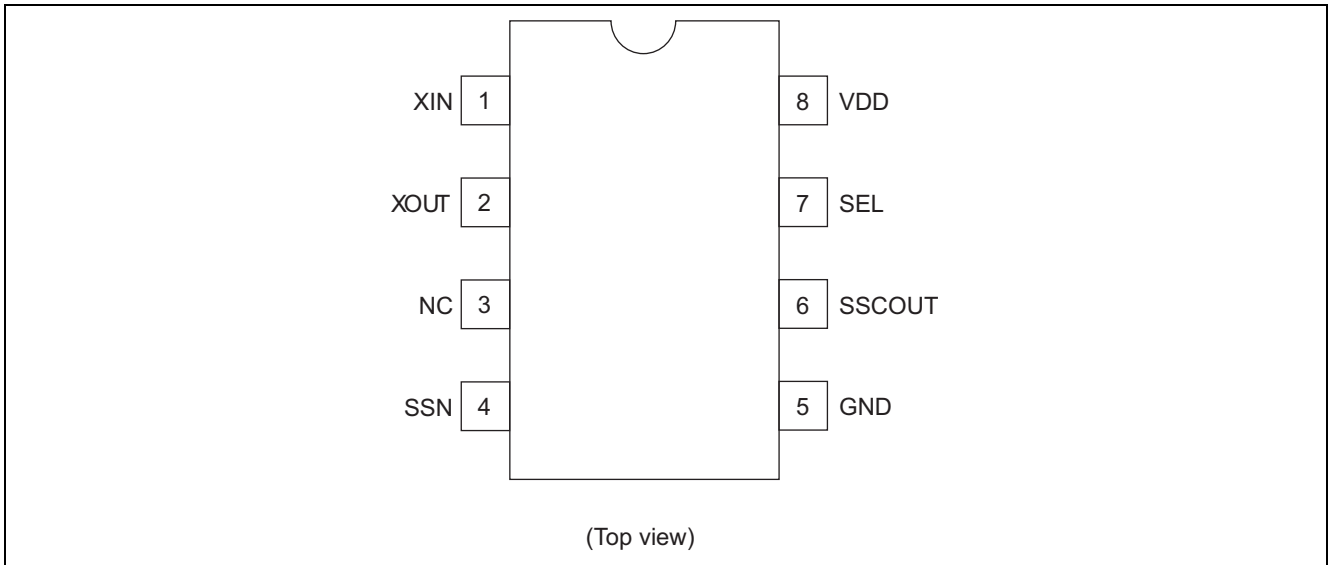 XIN 1 8 VDD
XOUT 2 7 SEL
NC 3 6 SSCOUT
SSN 4 5 GND
(Top view)